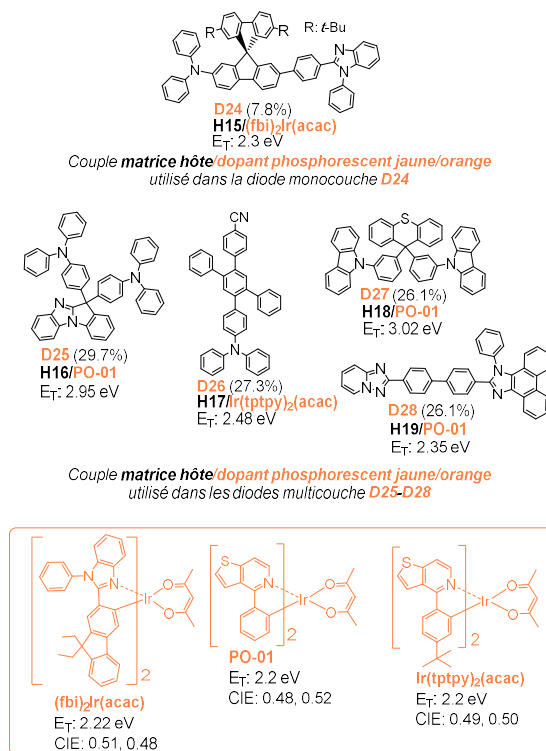 R R R: t-Bu
N N
N
D24 (7.8%)
H15/(fbi)2Ir(acac)
ET: 2.3 eV
Couple matrice hôte/dopant phosphorescent jaune/orange
utilisé dans la diode monocouche D24
CN
S
N N
N N
N
N
D25 (29.7%)
H16/PO-01
ET: 2.95 eV
N
D26 (27.3%)
H17/Ir(tptpy)2(acac)
ET: 2.48 eV
D27 (26.1%)
H18/PO-01
ET: 3.02 eV
N N
N N
N
D28 (26.1%)
H19/PO-01
ET: 2.35 eV
Couple matrice hôte/dopant phosphorescent jaune/orange
utilisé dans les diodes multicouche D25-D28
N N Ir O O 2
(fbi)2Ir(acac)
ET: 2.22 eV
CIE: 0.51, 0.48
S N Ir O O 2
PO-01
ET: 2.2 eV
CIE: 0.48, 0.52
S N Ir O O 2
Ir(tptpy)2(acac)
ET: 2.2 eV
CIE: 0.49, 0.50